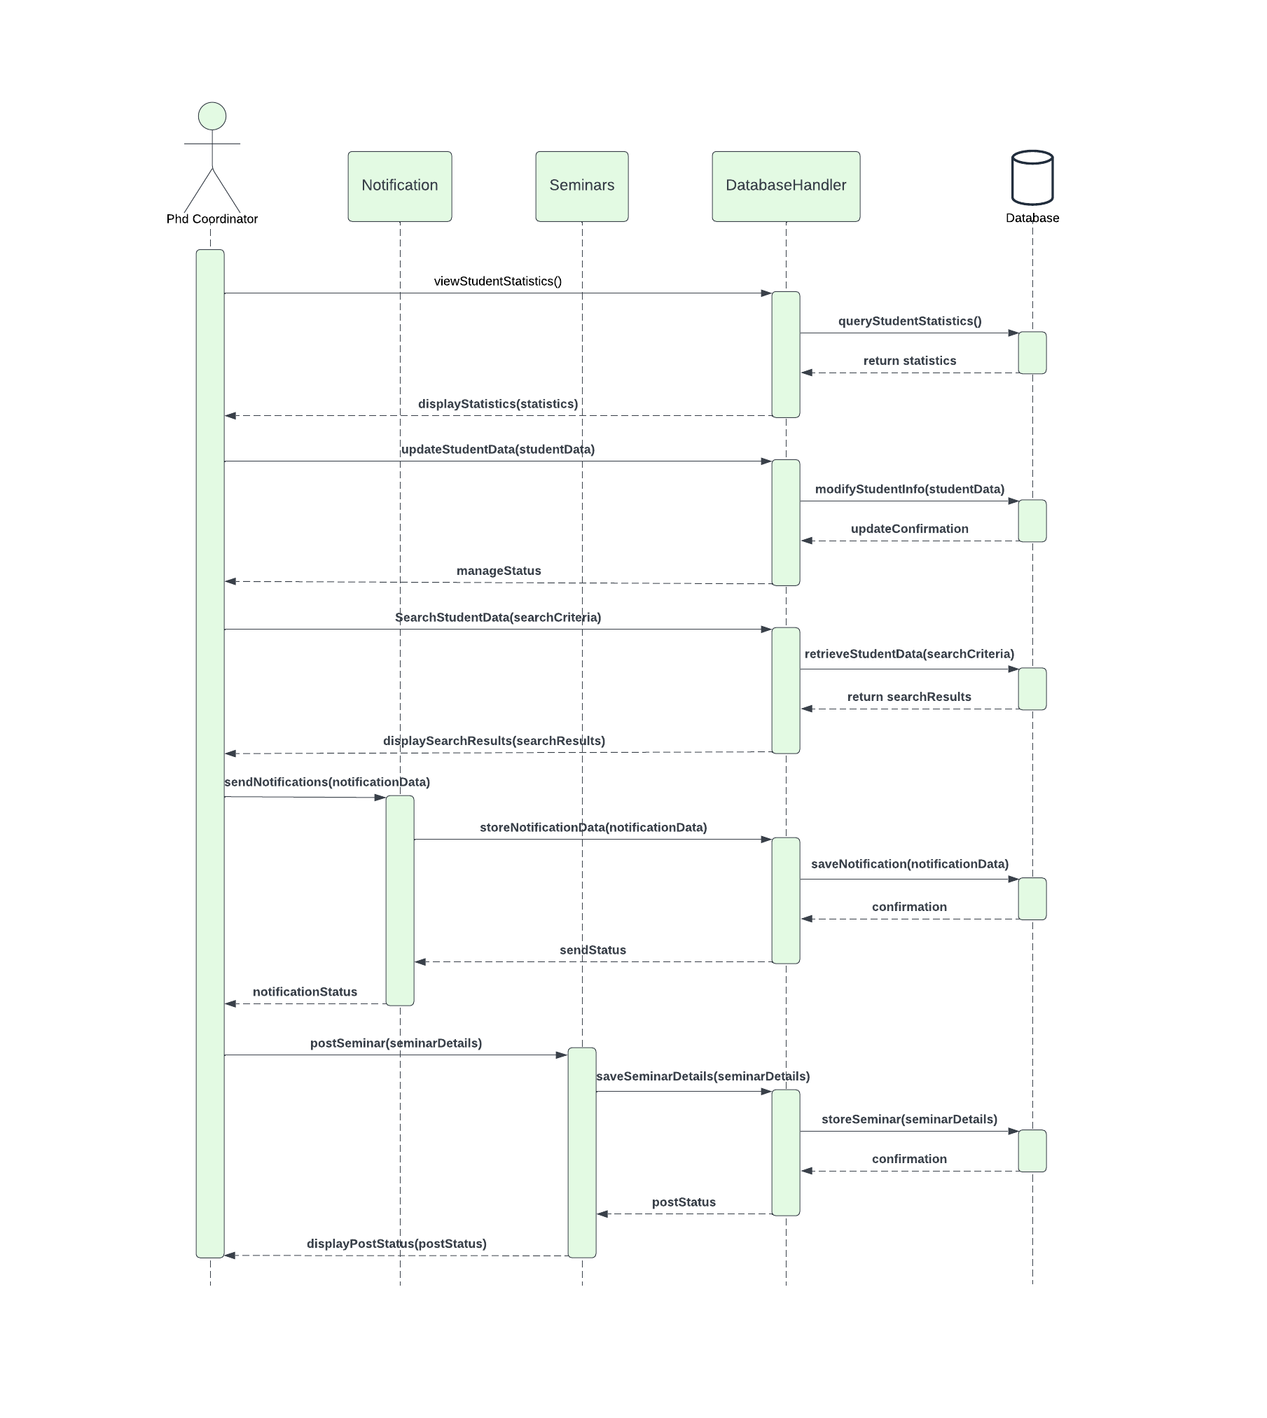 Notification
Seminars
DatabaseHandler
Phd Coordinator
Database
viewStudentStatistics()
queryStudentStatistics()
return statistics
displayStatistics(statistics)
updateStudentData(studentData)
modifyStudentInfo(studentData)
updateConfirmation
manageStatus
SearchStudentData(searchCriteria)
retrieveStudentData(searchCriteria)
return searchResults
displaySearchResults(searchResults)
sendNotifications(notificationData)
storeNotificationData(notificationData)
saveNotification(notificationData)
confirmation
sendStatus
notificationStatus
postSeminar(seminarDetails)
saveSeminarDetails(seminarDetails)
storeSeminar(seminarDetails)
confirmation
postStatus
displayPostStatus(postStatus)